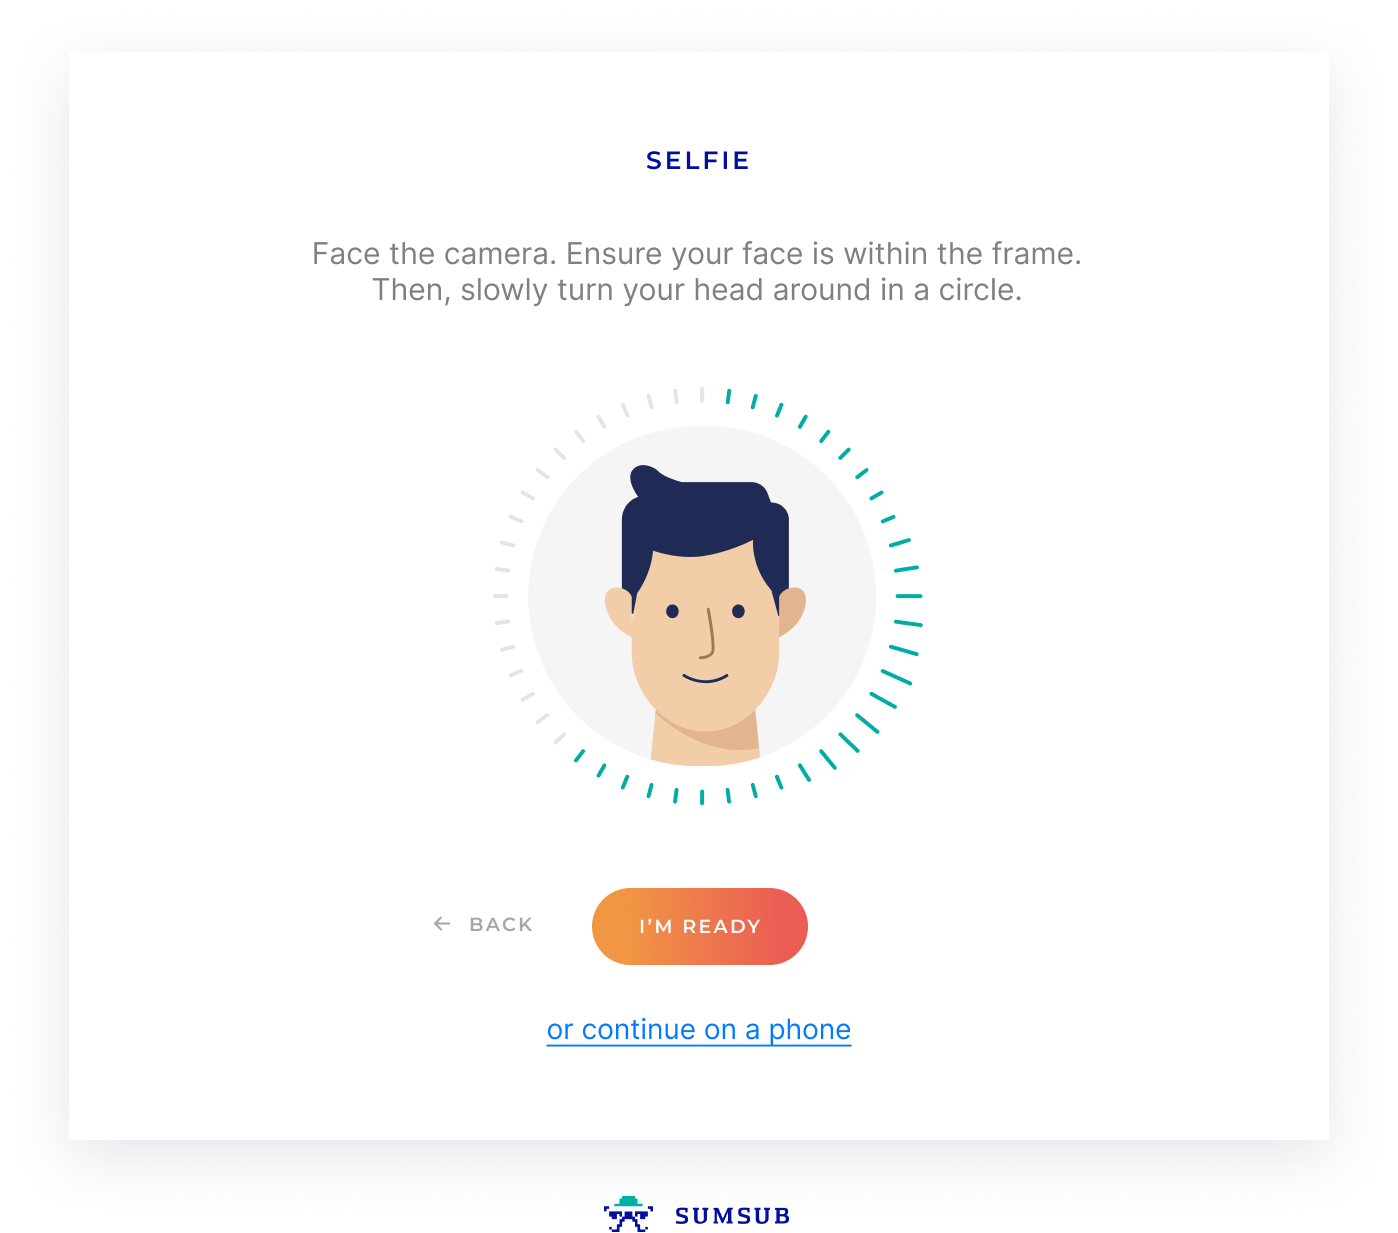 SELFIE
Face the camera. Ensure your face is within the frame.
Then, slowly turn your head around in a circle.
← BACK
I’M READY
or continue on a phone
SUMSUB